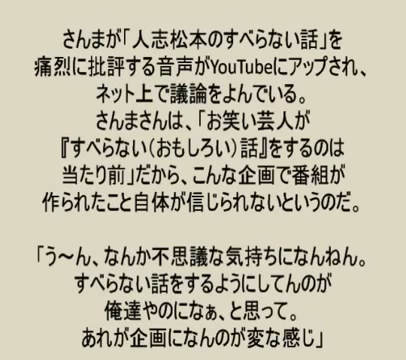 さんまが「人志松本のすべらない話」を
痛烈に批評する音声がYouTubeにアップされ、
ネット上で議論をよんでいる。
さんまさんは、「お笑い芸人が
『すべらない（おもしろい）話』をするのは
当たり前」だから、こんな企画で番組が
作られたこと自体が信じられないというのだ。
「う〜ん、なんか不思議な気持ちになんねん。
すべらない話をするようにしてんのが
俺達やのになぁ、と思って。
あれが企画になんのが変な感じ」